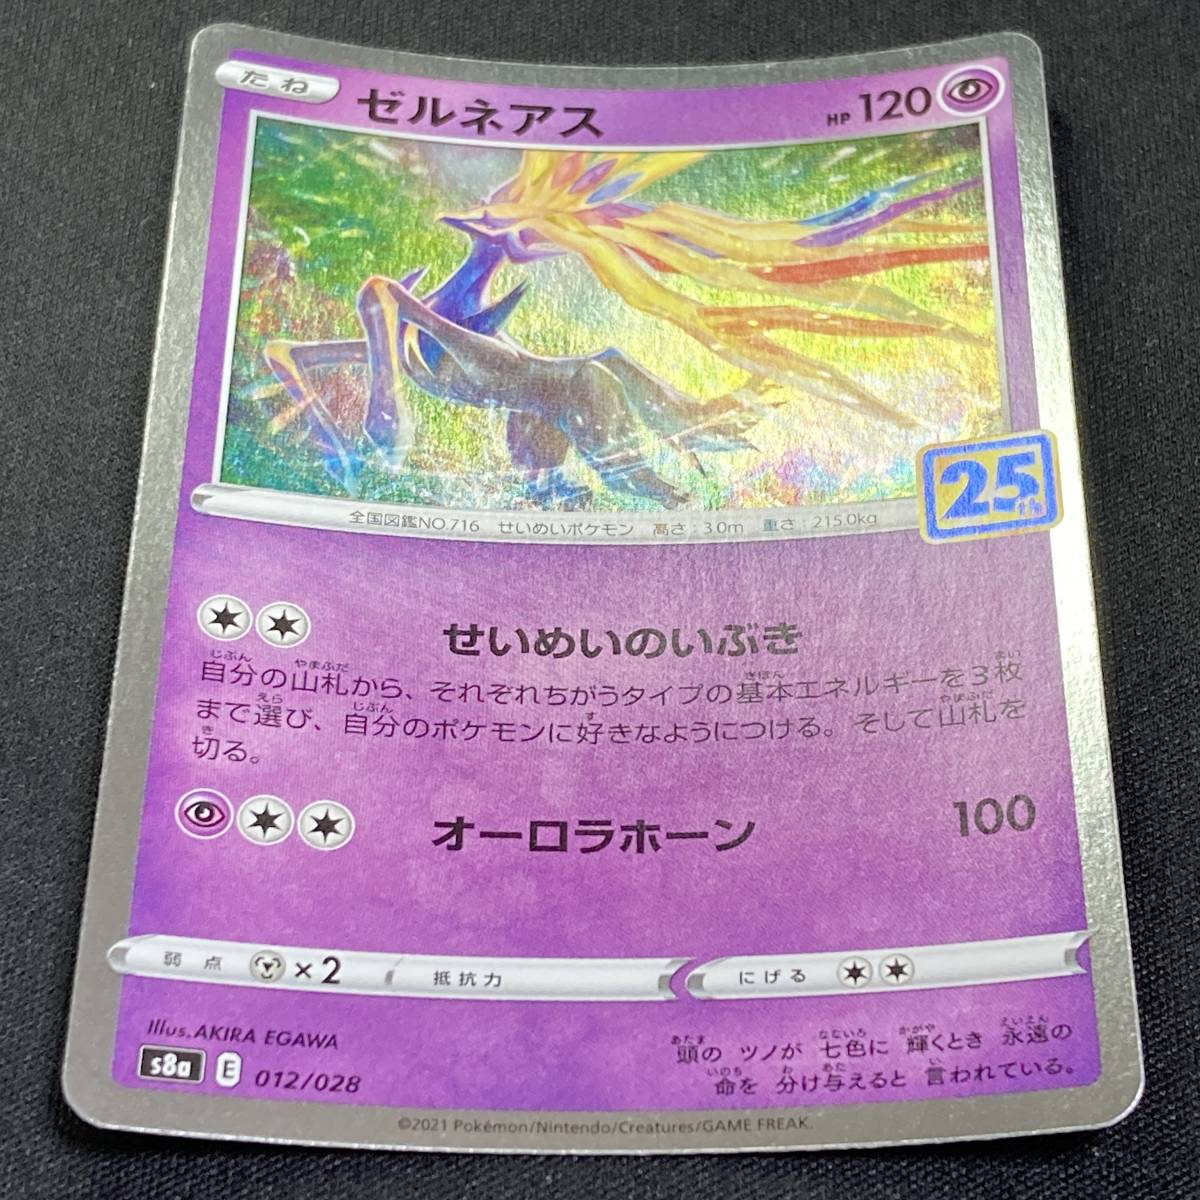 たね
ゼルネアス
HP 120
全国図鑑NO.716 せいめいポケモン 高さ:3.0m 重さ:215.0kg
25th
せいめいのいぶき
自分の山札から、それぞれちがうタイプの基本エネルギーを3枚
まで選び、自分のポケモンに好きなようにつける。そして山札を
切る。
オーロラホーン 100
弱点 ×2 抵抗力 にげる
Illus. AKIRA EGAWA
s8a E 012/028
頭の ツノが 七色に 輝くとき 永遠の
命を 分け与えると 言われている。
©2021 Pokémon/Nintendo/Creatures/GAME FREAK.